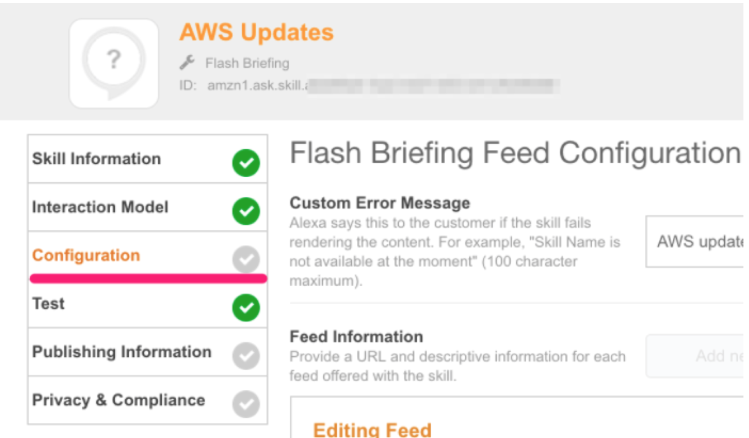 AWS Updates
Flash Briefing
ID: amzn1.ask.skill.
Skill Information
Interaction Model
Configuration
Test
Publishing Information
Privacy & Compliance
Flash Briefing Feed Configuration
Custom Error Message
Alexa says this to the customer if the skill fails
rendering the content. For example, "Skill Name is
not available at the moment" (100 character
maximum).
AWS update
Feed Information
Provide a URL and descriptive information for each
feed offered with the skill.
Add ne
Editing Feed